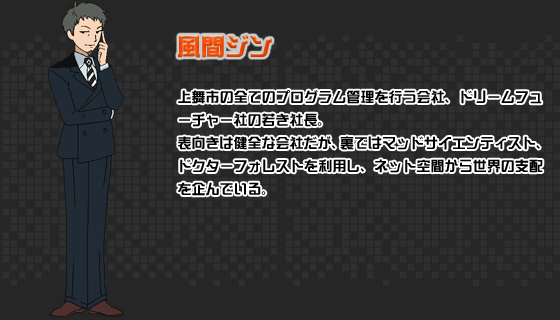 風間ジン
上舞市の全てのプログラム管理を行う会社、ドリームフュ
ーチャー社の若き社長。
表向きは健全な会社だが、裏ではマッドサイエンティスト、
ドクターフォレストを利用し、ネット空間から世界の支配
を企んでいる。